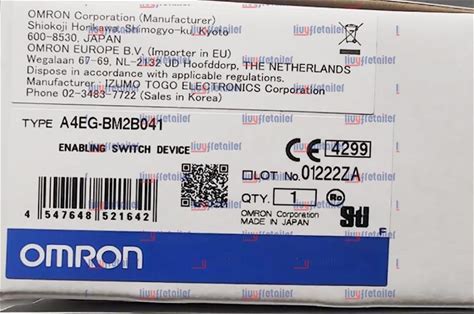 OMRON Corporation (Manufacturer)
Shiokoji Horikawa, Shimogyo-ku, Kyoto
600-8530, JAPAN
OMRON EUROPE B.V. (Importer in EU)
Wegalaan 67-69, NL-2132 Hoofddorp, THE NETHERLANDS
Dispose in accordance with applicable regulations.
Manufacturer : IZUMO TOGO ELECTRONICS Corporation
Phone 02-3483-7722 (Sales in Korea)
TYPE A4EG-BM2B041
ENABLING SWITCH DEVICE
CE 4299
LOT No. 01222ZA
QTY. 1
OMRON Corporation
MADE IN JAPAN
F
4 547648 521642
OMRON
liuyfretailer